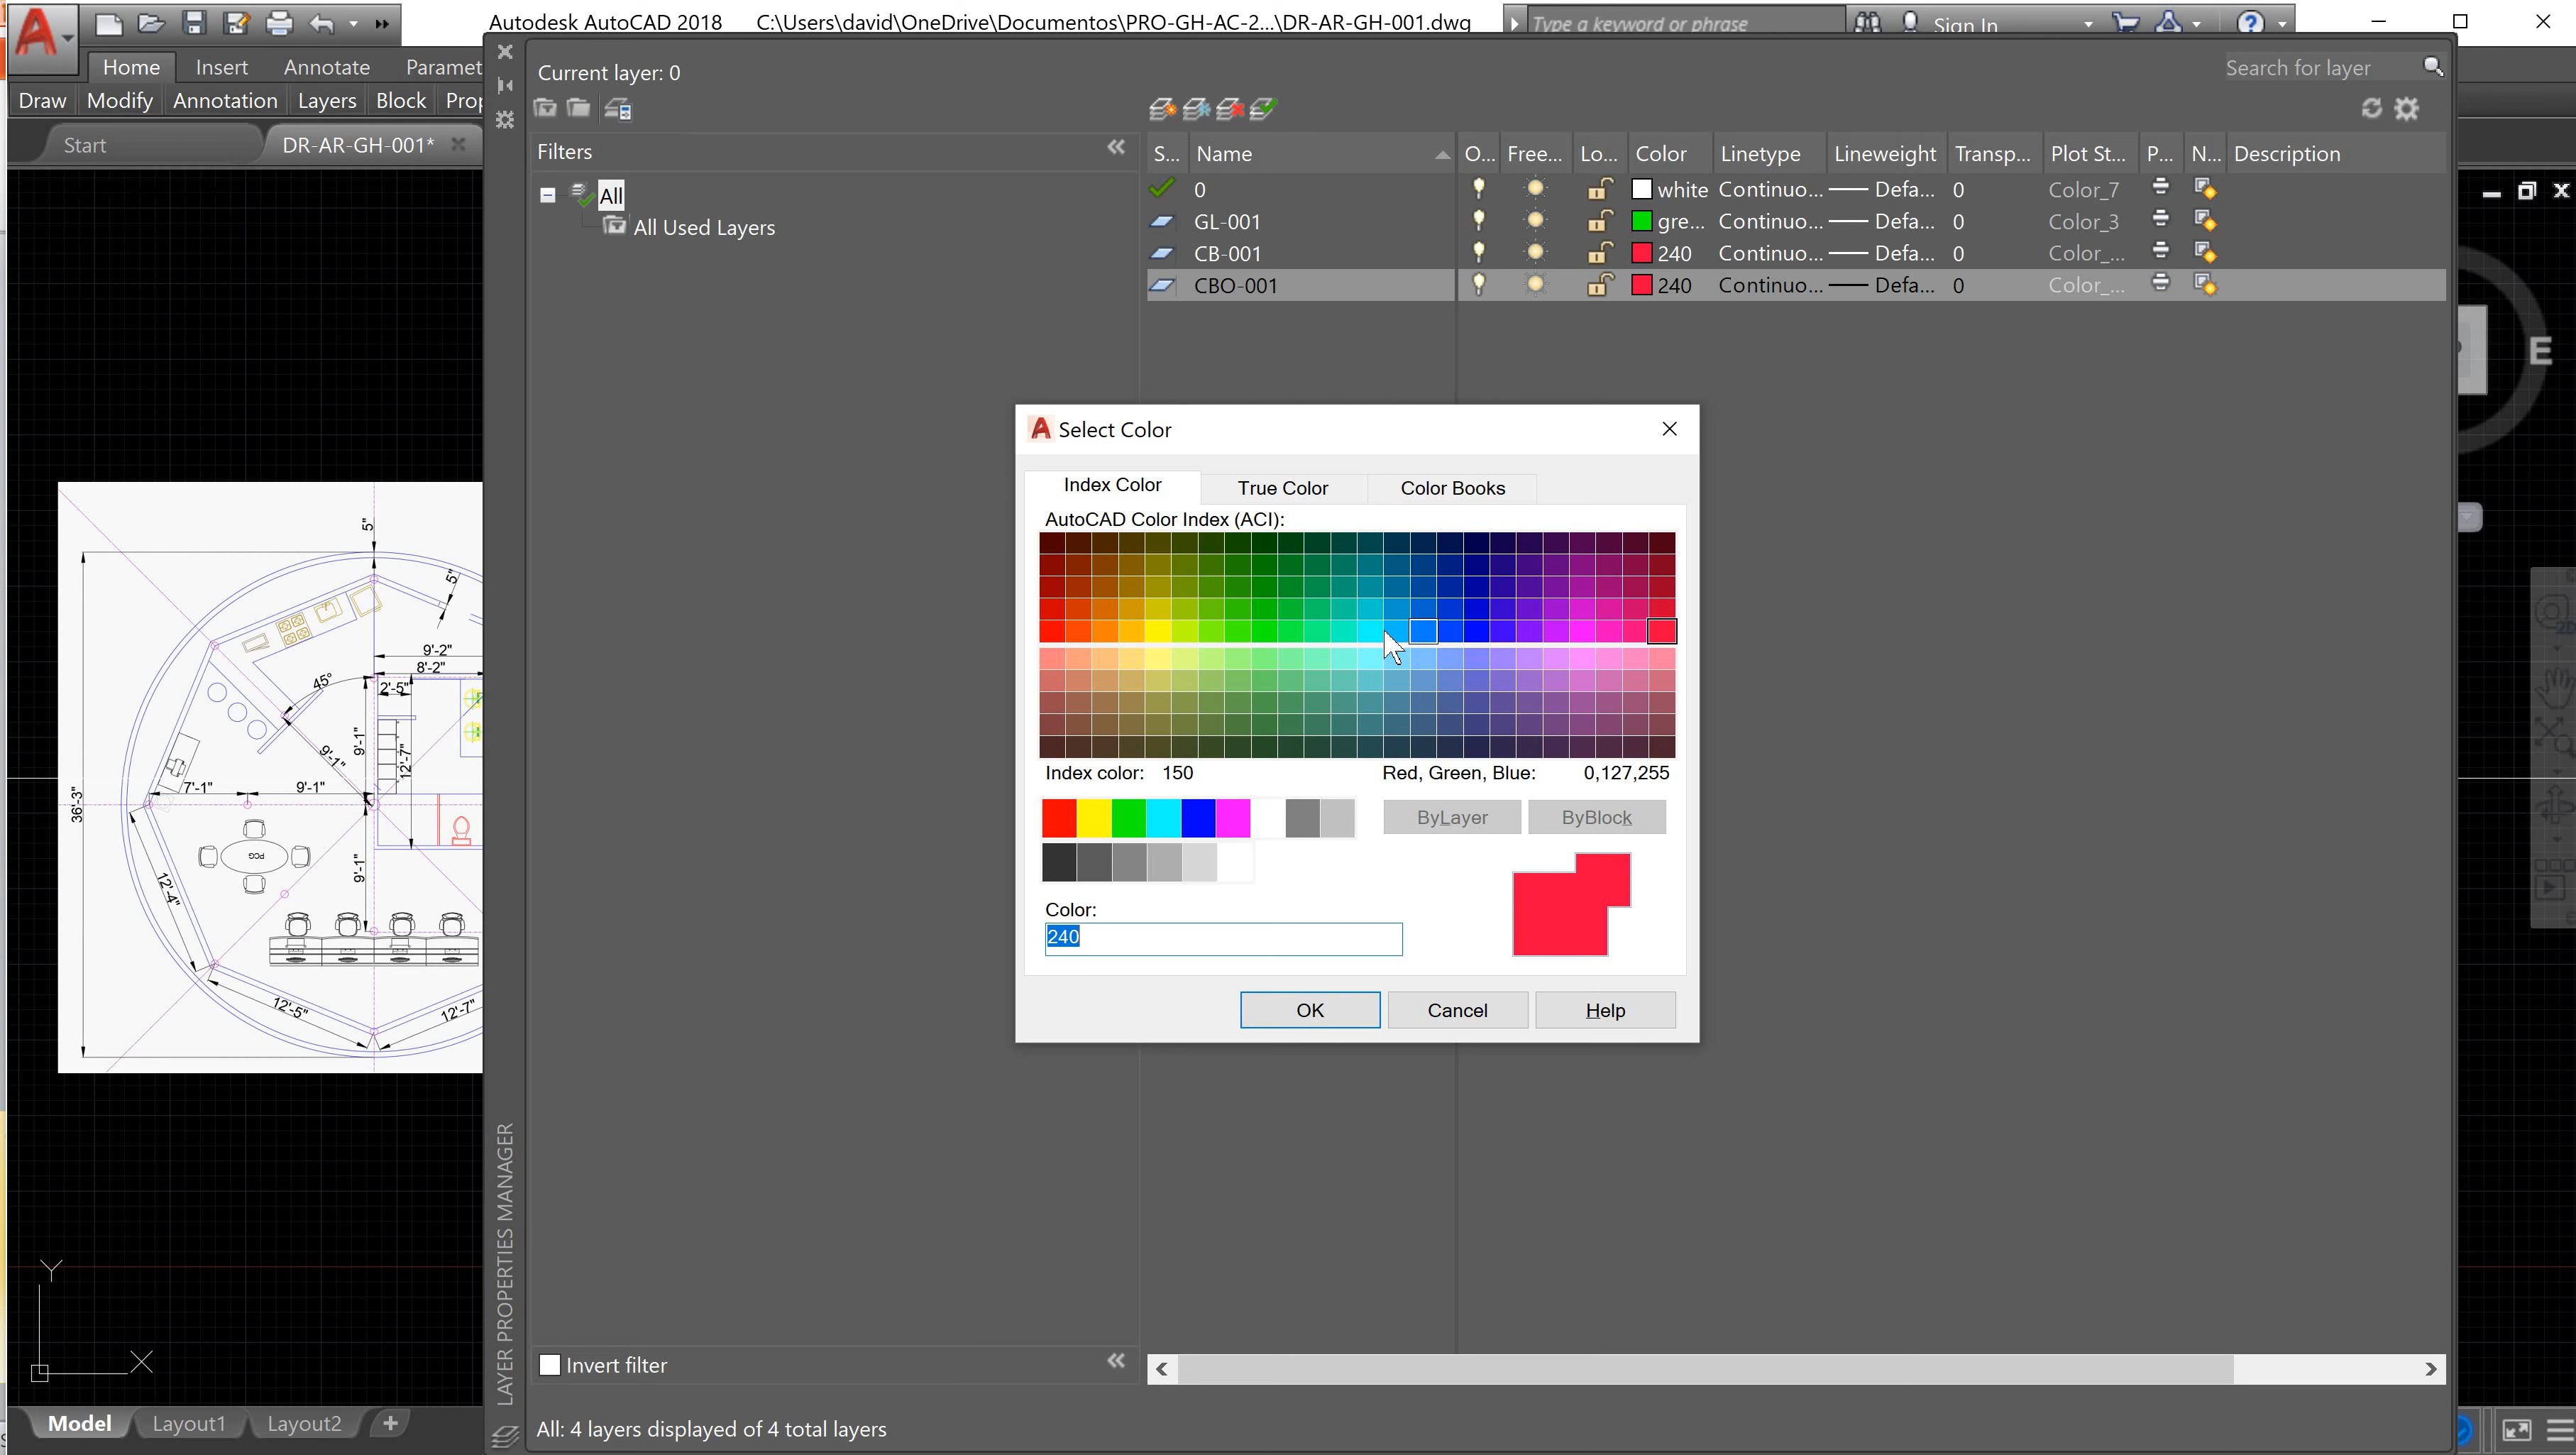 Autodesk AutoCAD 2018 C:\Users\david\OneDrive\Documentos\PRO-GH-AC-2...\DR-AR-GH-001.dwg
Type a keyword or phrase
Sign In
Home Insert Annotate Paramet
Draw Modify Annotation Layers Block Prop
Start DR-AR-GH-001*
Current layer: 0
Search for layer
Filters
All
All Used Layers
S... Name O... Free... Lo... Color Linetype Lineweight Transp... Plot St... P... N... Description
0 white Continuo... Defa... 0 Color_7
GL-001 gre... Continuo... Defa... 0 Color_3
CB-001 240 Continuo... Defa... 0 Color_...
CBO-001 240 Continuo... Defa... 0 Color_...
E
Select Color
Index Color True Color Color Books
AutoCAD Color Index (ACI):
Index color: 150 Red, Green, Blue: 0,127,255
ByLayer ByBlock
Color:
240
OK Cancel Help
5"
5"
9'-2"
8'-2"
45°
2'-5"
9'-1"
9'-1"
12'-7"
7'-1" 9'-1"
36'-3"
PCG
9'-1"
12'-4"
12'-5"
12'-7"
Y
X
LAYER PROPERTIES MANAGER
Invert filter
Model Layout1 Layout2 +
All: 4 layers displayed of 4 total layers